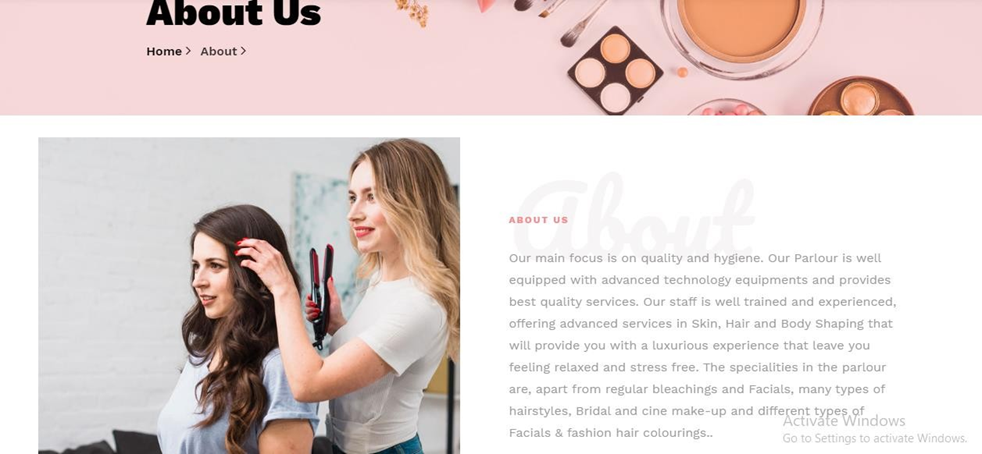 About Us
Home > About >
About
ABOUT US
Our main focus is on quality and hygiene. Our Parlour is well
equipped with advanced technology equipments and provides
best quality services. Our staff is well trained and experienced,
offering advanced services in Skin, Hair and Body Shaping that
will provide you with a luxurious experience that leave you
feeling relaxed and stress free. The specialities in the parlour
are, apart from regular bleachings and Facials, many types of
hairstyles, Bridal and cine make-up and different types of
Facials & fashion hair colourings..
Activate Windows
Go to Settings to activate Windows.